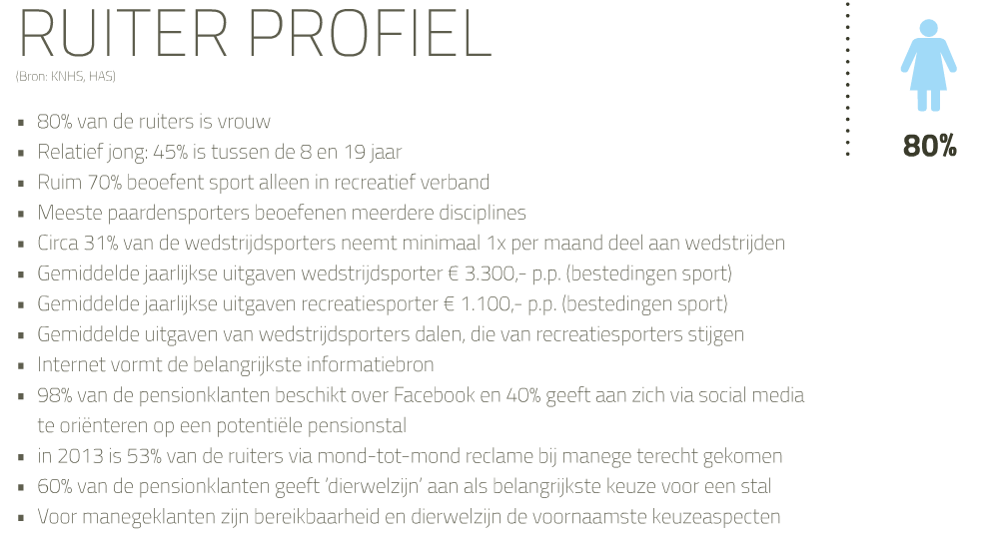 RUITER PROFIEL
(Bron: KNHS, HAS)
▪ 80% van de ruiters is vrouw
▪ Relatief jong: 45% is tussen de 8 en 19 jaar
▪ Ruim 70% beoefent sport alleen in recreatief verband
▪ Meeste paardensporters beoefenen meerdere disciplines
▪ Circa 31% van de wedstrijdsporters neemt minimaal 1x per maand deel aan wedstrijden
▪ Gemiddelde jaarlijkse uitgaven wedstrijdsporter € 3.300,- p.p. (bestedingen sport)
▪ Gemiddelde jaarlijkse uitgaven recreatiesporter € 1.100,- p.p. (bestedingen sport)
▪ Gemiddelde uitgaven van wedstrijdsporters dalen, die van recreatiesporters stijgen
▪ Internet vormt de belangrijkste informatiebron
▪ 98% van de pensionklanten beschikt over Facebook en 40% geeft aan zich via social media
te oriënteren op een potentiële pensionstal
▪ in 2013 is 53% van de ruiters via mond-tot-mond reclame bij manege terecht gekomen
▪ 60% van de pensionklanten geeft ‘dierwelzijn’ aan als belangrijkste keuze voor een stal
▪ Voor manegeklanten zijn bereikbaarheid en dierwelzijn de voornaamste keuzeaspecten
80%